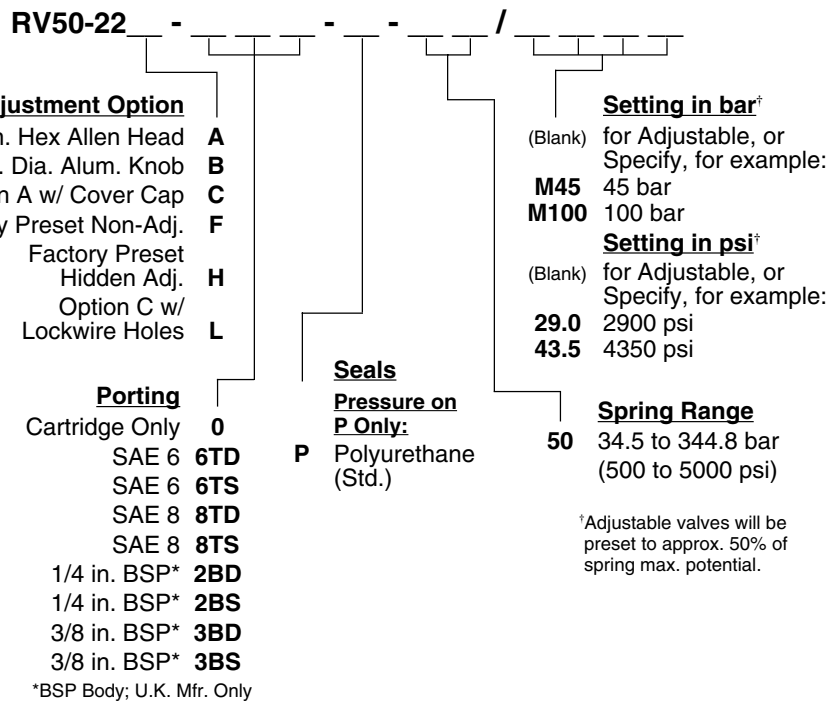 RV50-22__ - __ __ __ - __ - __ __ / __ __ __ __
justment Option
. Hex Allen Head A
. Dia. Alum. Knob B
A w/ Cover Cap C
Preset Non-Adj. F
Factory Preset
Hidden Adj. H
Option C w/
Lockwire Holes L
Porting
Cartridge Only 0
SAE 6 6TD
SAE 6 6TS
SAE 8 8TD
SAE 8 8TS
1/4 in. BSP* 2BD
1/4 in. BSP* 2BS
3/8 in. BSP* 3BD
3/8 in. BSP* 3BS
*BSP Body; U.K. Mfr. Only
Seals
Pressure on
P Only:
P Polyurethane
(Std.)
Setting in bar†
(Blank) for Adjustable, or
Specify, for example:
M45 45 bar
M100 100 bar
Setting in psi†
(Blank) for Adjustable, or
Specify, for example:
29.0 2900 psi
43.5 4350 psi
Spring Range
50 34.5 to 344.8 bar
(500 to 5000 psi)
†Adjustable valves will be
preset to approx. 50% of
spring max. potential.